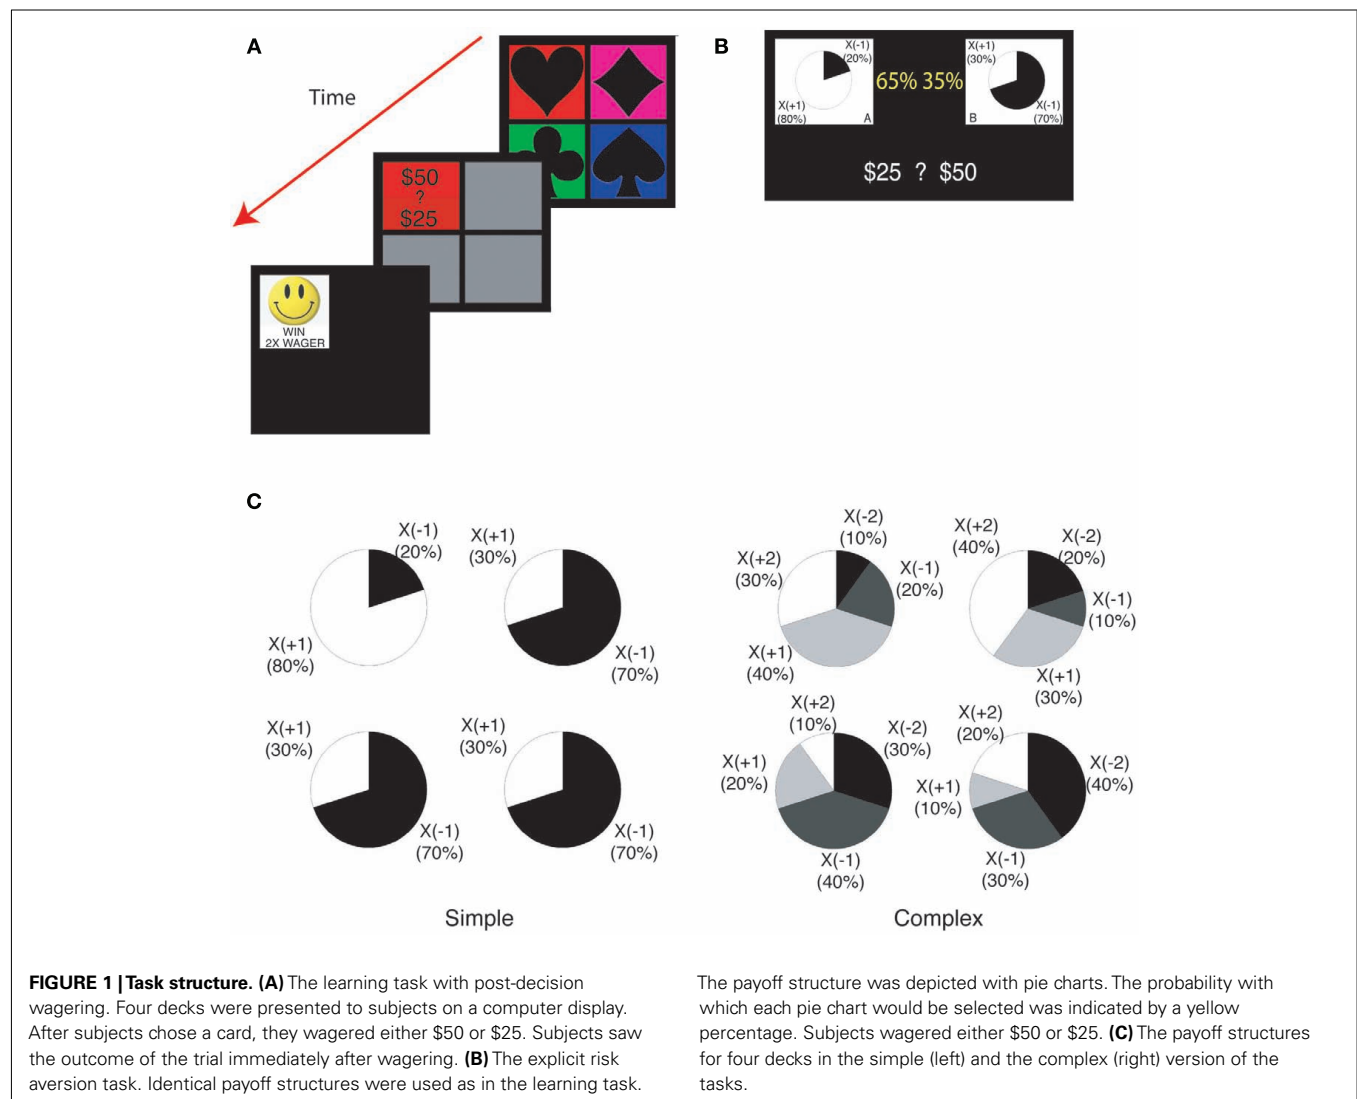 A
Time
$50
?
$25
WIN
2X WAGER
B
X(-1)
(20%)
X(+1)
(80%)
A
65% 35%
X(+1)
(30%)
X(-1)
(70%)
B
$25 ? $50
C
X(-1)
(20%)
X(+1)
(80%)
X(+1)
(30%)
X(-1)
(70%)
X(+1)
(30%)
X(-1)
(70%)
X(+1)
(30%)
X(-1)
(70%)
Simple
X(-2)
(10%)
X(+2)
(30%)
X(-1)
(20%)
X(+1)
(40%)
X(+2)
(40%)
X(-2)
(20%)
X(-1)
(10%)
X(+1)
(30%)
X(+2)
(10%)
X(-2)
(30%)
X(+1)
(20%)
X(-1)
(40%)
X(+2)
(20%)
X(-2)
(40%)
X(+1)
(10%)
X(-1)
(30%)
Complex
FIGURE 1 | Task structure. (A) The learning task with post-decision
wagering. Four decks were presented to subjects on a computer display.
After subjects chose a card, they wagered either $50 or $25. Subjects saw
the outcome of the trial immediately after wagering. (B) The explicit risk
aversion task. Identical payoff structures were used as in the learning task.
The payoff structure was depicted with pie charts. The probability with
which each pie chart would be selected was indicated by a yellow
percentage. Subjects wagered either $50 or $25. (C) The payoff structures
for four decks in the simple (left) and the complex (right) version of the
tasks.